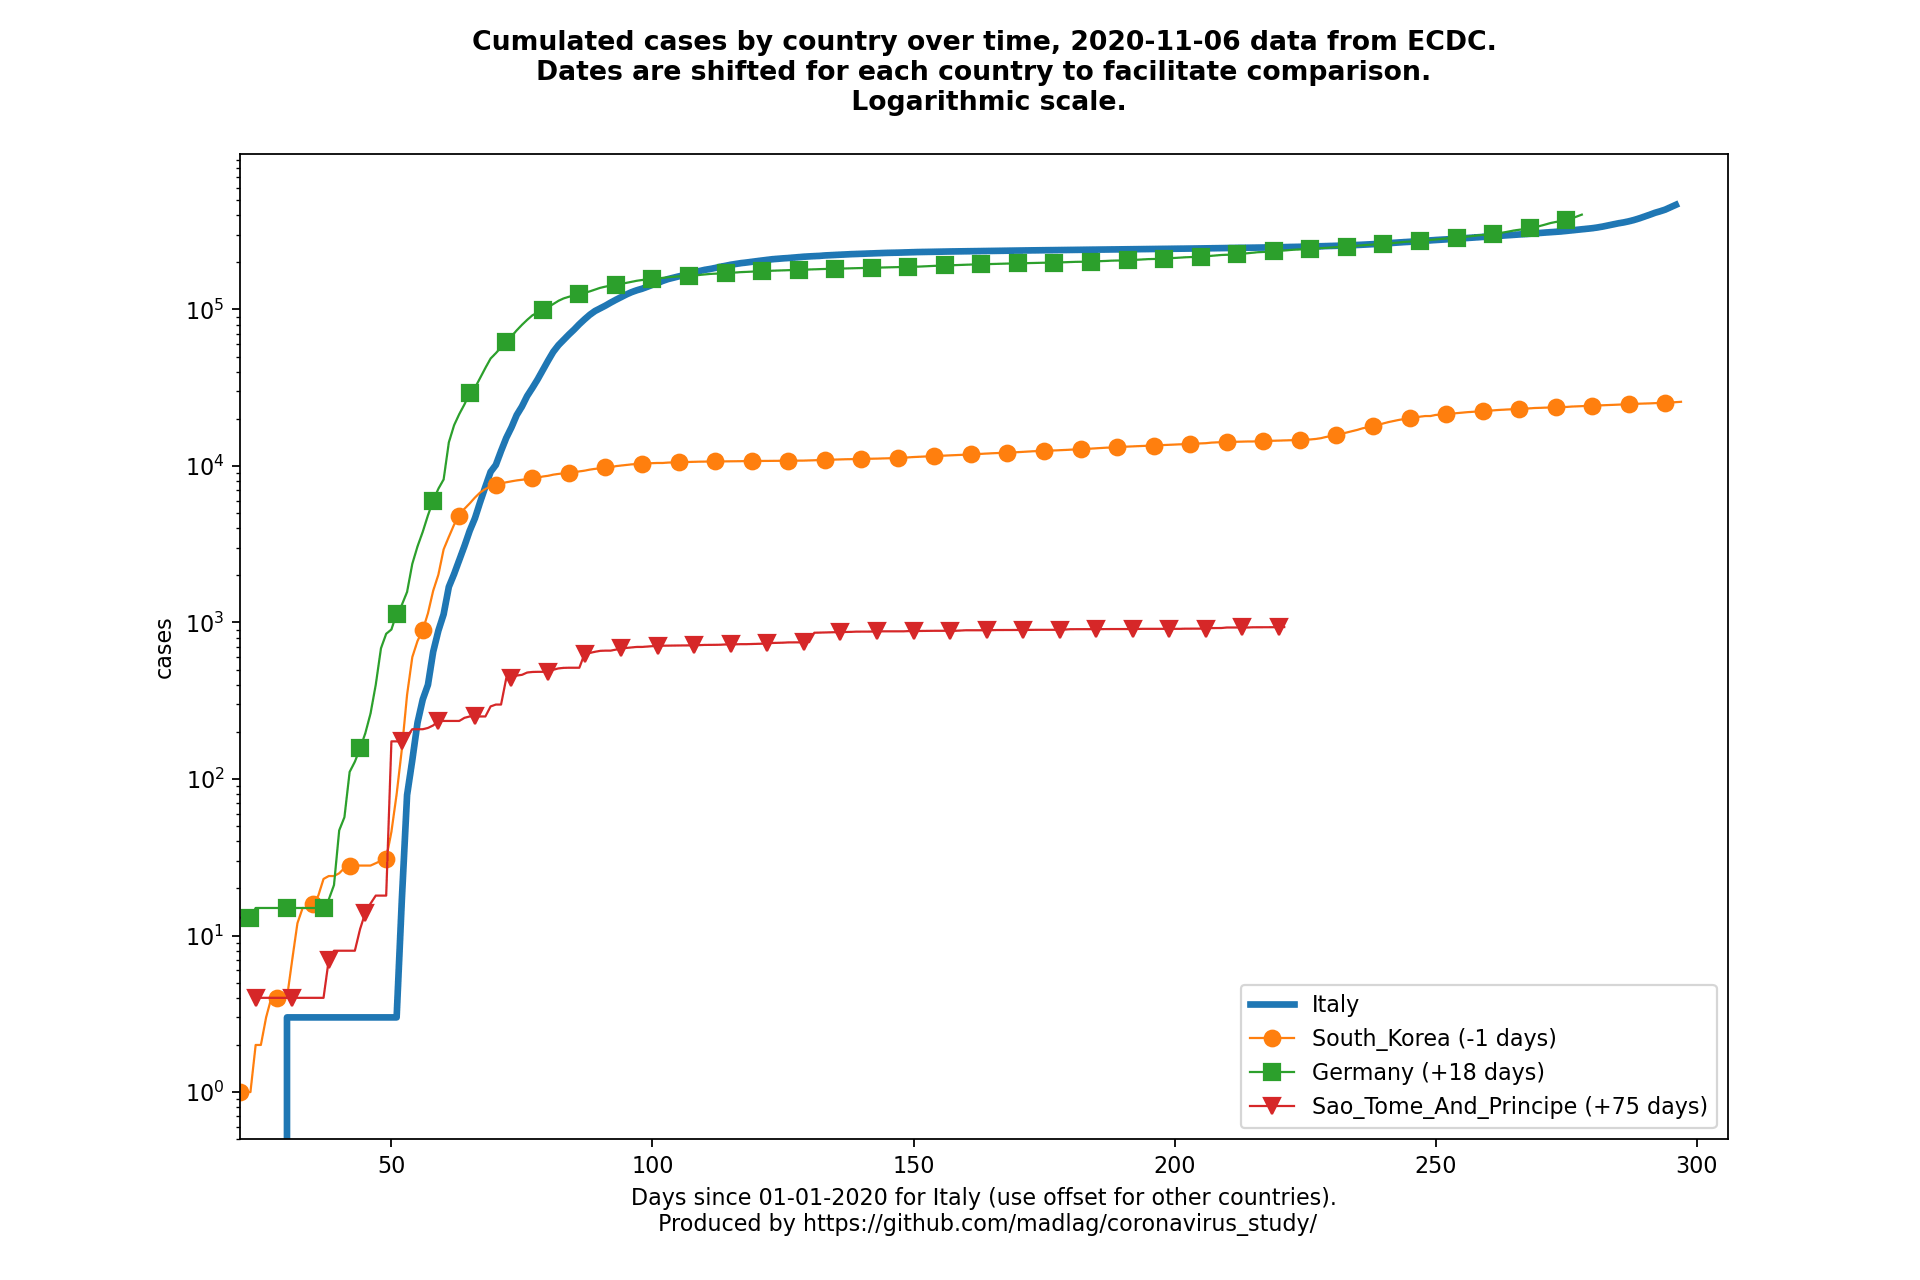 Cumulated cases by country over time, 2020-11-06 data from ECDC.
Dates are shifted for each country to facilitate comparison.
Logarithmic scale.
cases
10^5
10^4
10^3
10^2
10^1
10^0
50 100 150 200 250 300
Italy
South_Korea (-1 days)
Germany (+18 days)
Sao_Tome_And_Principe (+75 days)
Days since 01-01-2020 for Italy (use offset for other countries).
Produced by https://github.com/madlag/coronavirus_study/